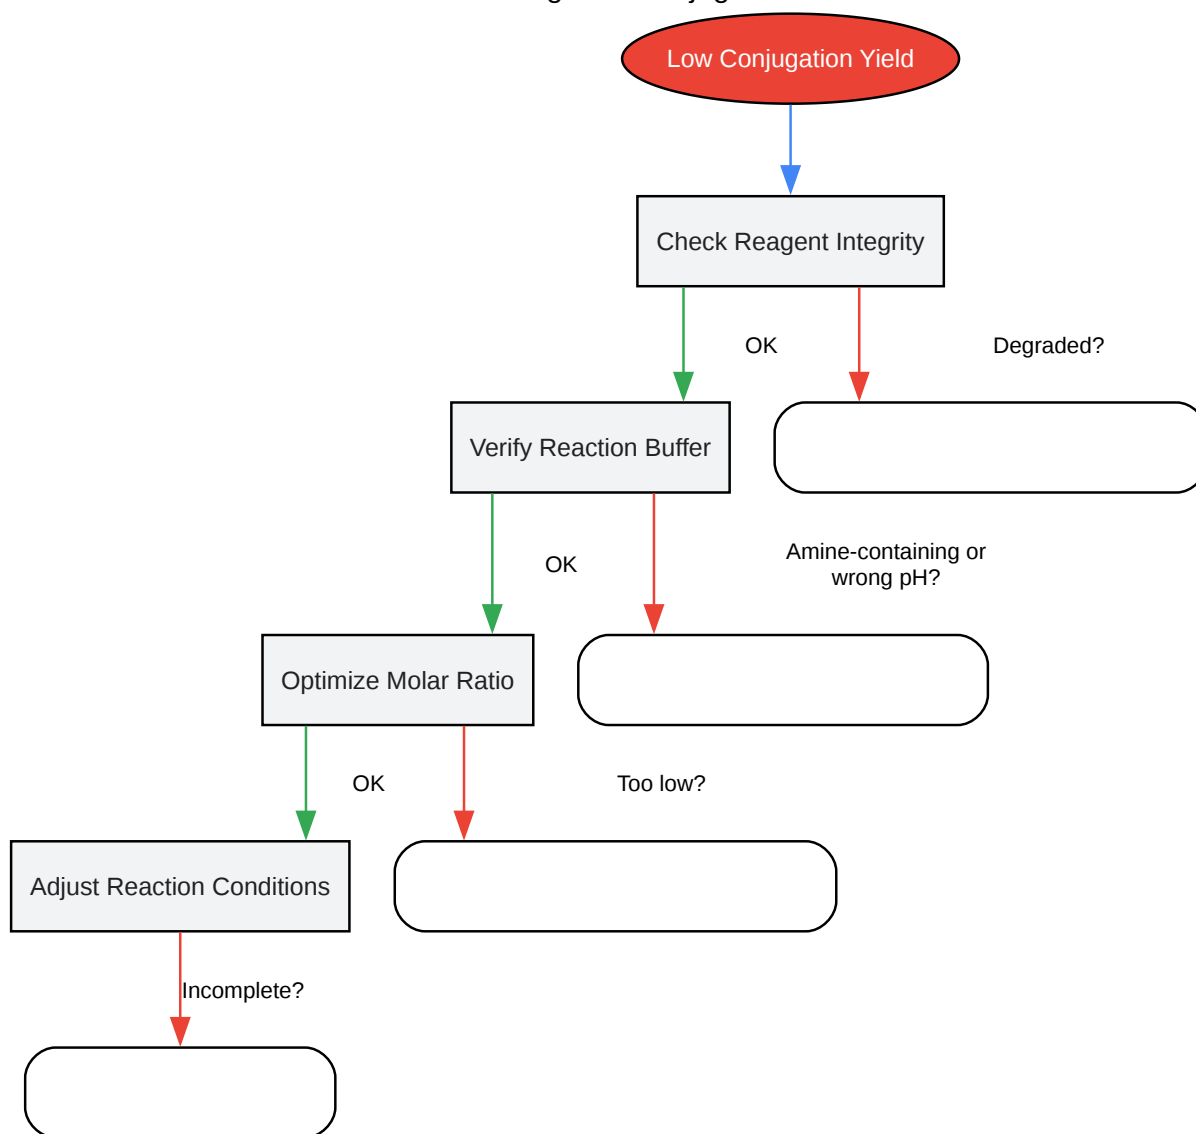 Low Conjugation Yield
Check Reagent Integrity
OK
Degraded?
Verify Reaction Buffer
OK
Amine-containing or
wrong pH?
Optimize Molar Ratio
OK
Too low?
Adjust Reaction Conditions
Incomplete?